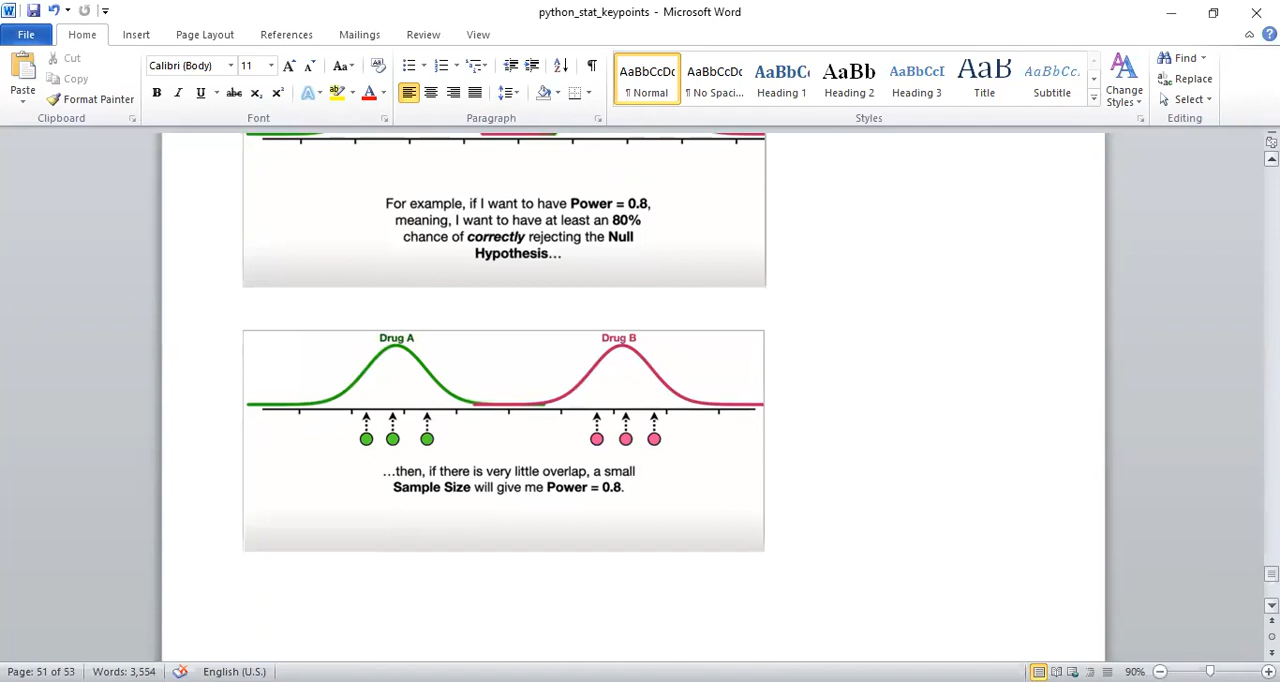 python_stat_keypoints - Microsoft Word
File Home Insert Page Layout References Mailings Review View
Paste
Cut
Copy
Format Painter
Clipboard
Calibri (Body) 11
Font
Paragraph
AaBbCcDc AaBbCcDc AaBbC AaBb AaBbCcI AaB AaBbCc.
¶ Normal ¶ No Spaci... Heading 1 Heading 2 Heading 3 Title Subtitle
Change
Styles
Styles
Find
Replace
Select
Editing
For example, if I want to have Power = 0.8,
meaning, I want to have at least an 80%
chance of correctly rejecting the Null
Hypothesis…
Drug A Drug B
…then, if there is very little overlap, a small
Sample Size will give me Power = 0.8.
Page: 51 of 53 Words: 3,554 English (U.S.) 90%